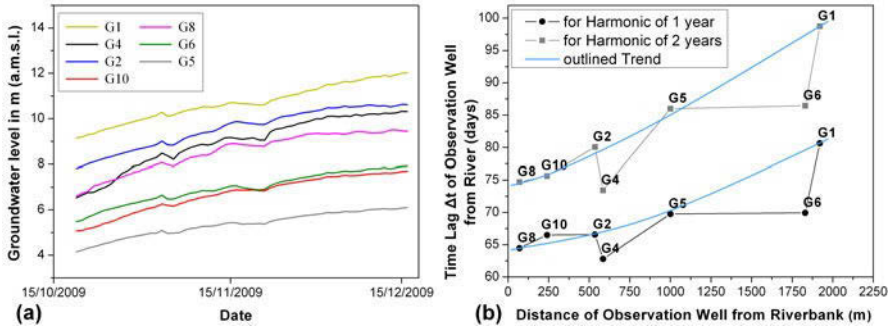 G1
G4
G2
G10
G8
G6
G5
Groundwater level in m (a.m.s.l.)
14
12
10
8
6
4
15/10/2009
15/11/2009
15/12/2009
Date
(a)
for Harmonic of 1 year
for Harmonic of 2 years
outlined Trend
Time Lag Δt of Observation Well
from River (days)
100
95
90
85
80
75
70
65
60
G1
G2
G5
G6
G8
G10
G4
G1
G8
G10
G2
G4
G5
G6
0
250
500
750
1000
1250
1500
1750
2000
2250
Distance of Observation Well from Riverbank (m)
(b)